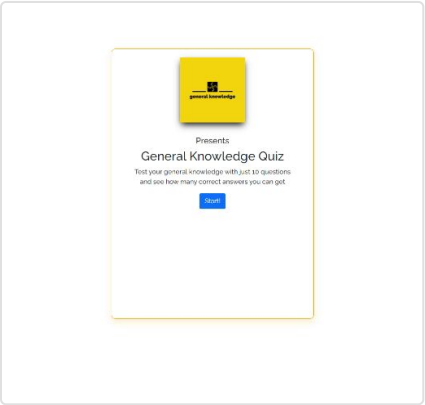 general knowledge
Presents
General Knowledge Quiz
Test your general knowledge with just 10 questions
and see how many correct answers you can get
Start!